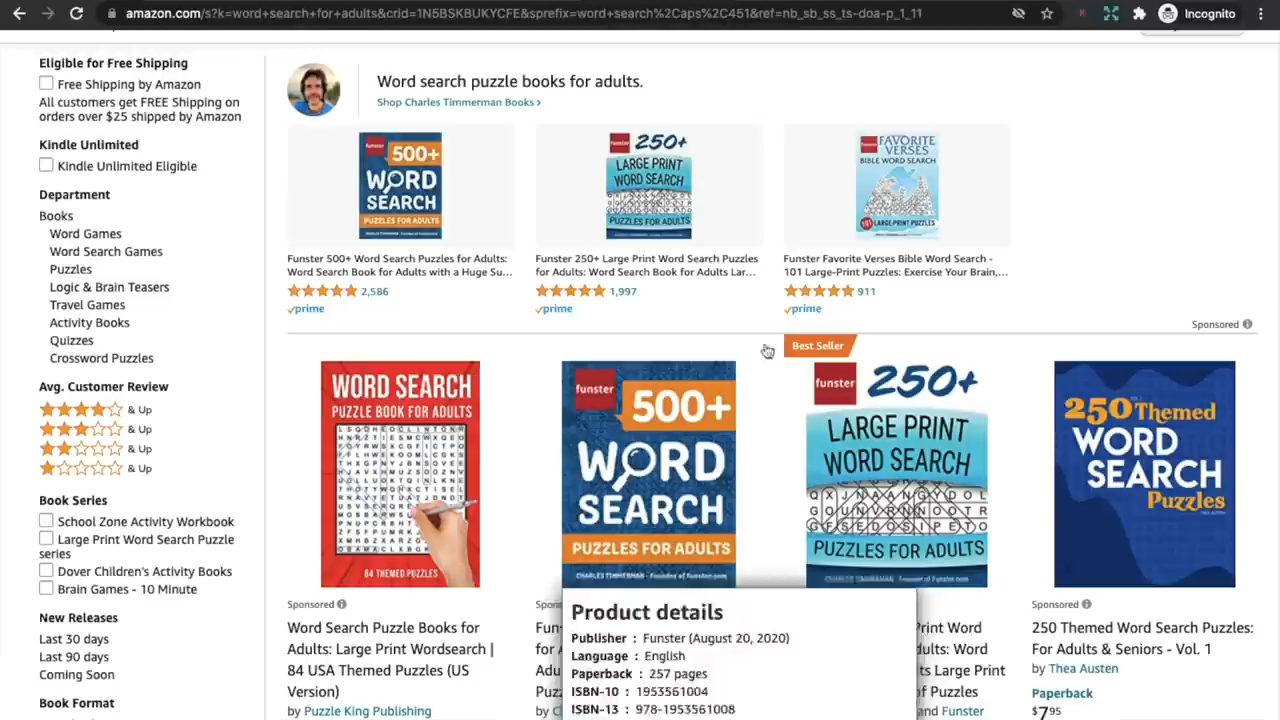 amazon.com/s?k=word+search+for+adults&crid=1N5BSKBUKYCFE&sprefix=word+search%2Caps%2C451&ref=nb_sb_ss_ts-doa-p_1_11
Incognito
Eligible for Free Shipping
Free Shipping by Amazon
All customers get FREE Shipping on
orders over $25 shipped by Amazon
Kindle Unlimited
Kindle Unlimited Eligible
Department
Books
Word Games
Word Search Games
Puzzles
Logic & Brain Teasers
Travel Games
Activity Books
Quizzes
Crossword Puzzles
Avg. Customer Review
& Up
& Up
& Up
& Up
Book Series
School Zone Activity Workbook
Large Print Word Search Puzzle
series
Dover Children's Activity Books
Brain Games - 10 Minute
New Releases
Last 30 days
Last 90 days
Coming Soon
Book Format
Word search puzzle books for adults.
Shop Charles Timmerman Books ›
funster
500+
WORD
SEARCH
PUZZLES FOR ADULTS
funster
250+
LARGE PRINT
WORD SEARCH
PUZZLES FOR ADULTS
funster
FAVORITE
VERSES
BIBLE WORD SEARCH
LARGE-PRINT PUZZLES
Funster 500+ Word Search Puzzles for Adults:
Word Search Book for Adults with a Huge Su...
2,586
prime
Funster 250+ Large Print Word Search Puzzles
for Adults: Word Search Book for Adults Lar...
1,997
prime
Funster Favorite Verses Bible Word Search -
101 Large-Print Puzzles: Exercise Your Brain,...
911
prime
Sponsored
Best Seller
WORD SEARCH
PUZZLE BOOK FOR ADULTS
84 THEMED PUZZLES
funster
500+
WORD
SEARCH
PUZZLES FOR ADULTS
CHARLES TIMMERMAN - Founder of Funster.com
funster
250+
LARGE PRINT
WORD SEARCH
PUZZLES FOR ADULTS
CHARLES TIMMERMAN - Founder of Funster.com
250 Themed
WORD
SEARCH
Puzzles
Sponsored
Word Search Puzzle Books for
Adults: Large Print Wordsearch |
84 USA Themed Puzzles (US
Version)
by Puzzle King Publishing
Product details
Publisher : Funster (August 20, 2020)
Language : English
Paperback : 257 pages
ISBN-10 : 1953561004
ISBN-13 : 978-1953561008
Print Word
Word
ts Large Print
of Puzzles
and Funster
Sponsored
250 Themed Word Search Puzzles:
For Adults & Seniors - Vol. 1
by Thea Austen
Paperback
$7.95